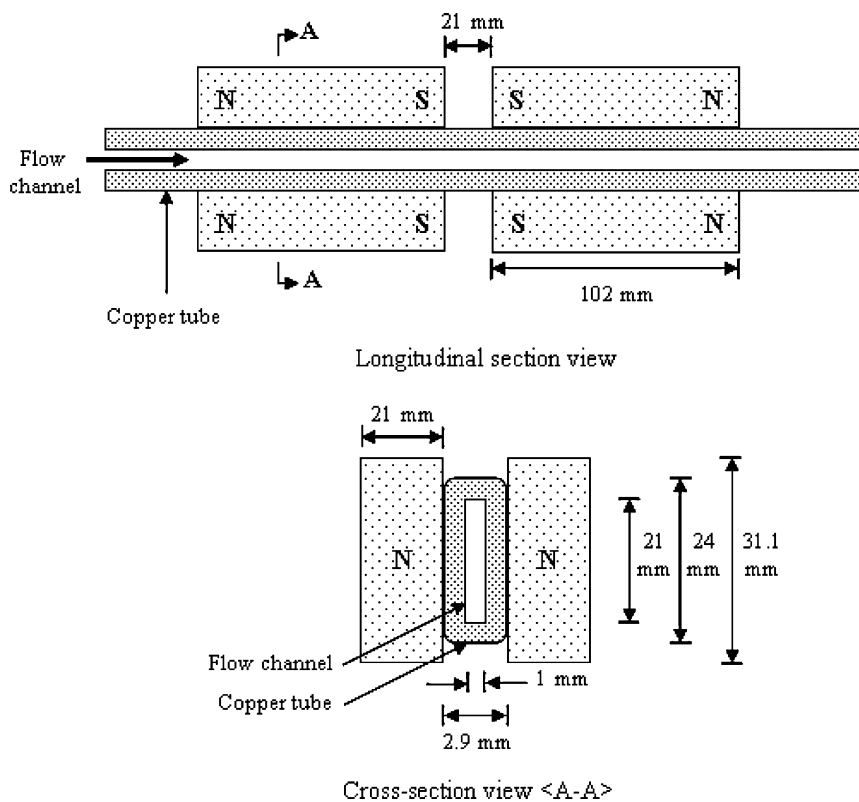 21 mm
A
N S S N
Flow
channel
N S S N
A
102 mm
Copper tube
Longitudinal section view
21 mm
N N
21
mm
24
mm
31.1
mm
Flow channel
Copper tube
1 mm
2.9 mm
Cross-section view <A-A>